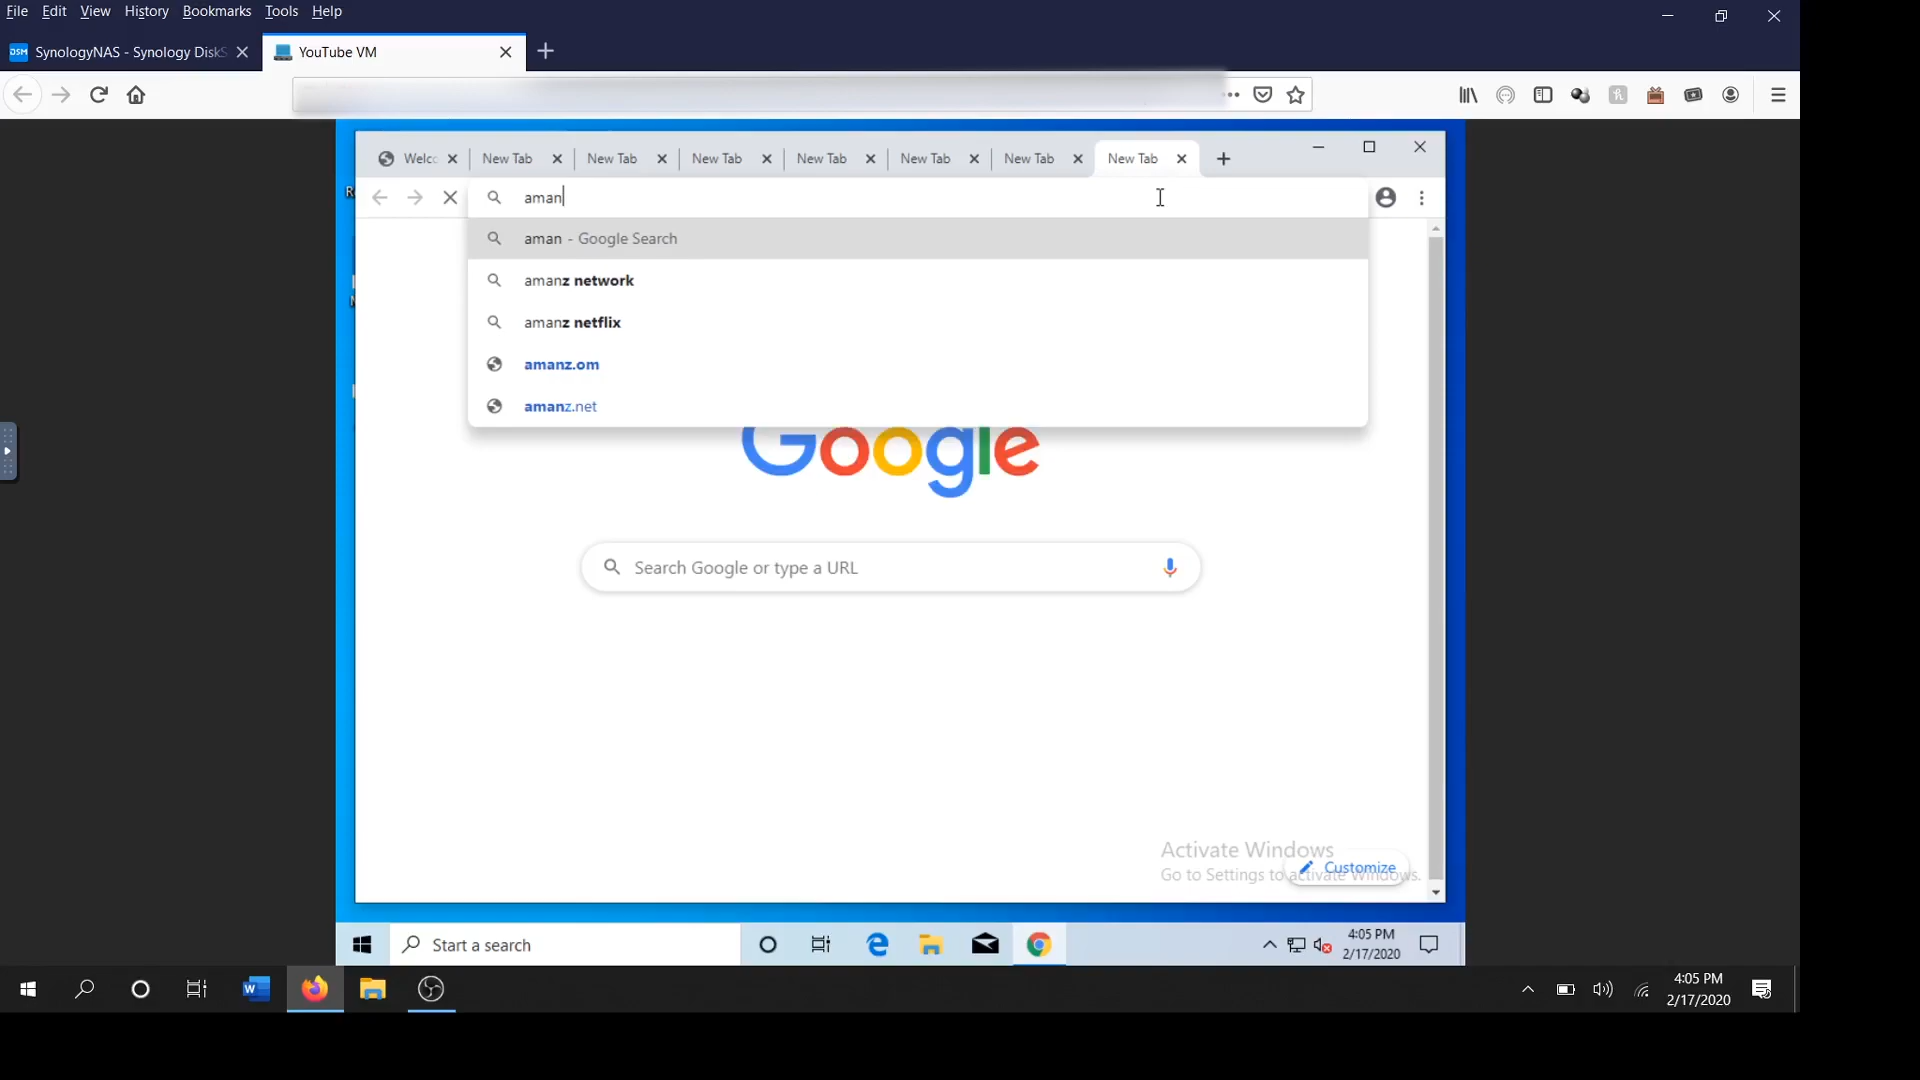 File Edit View History Bookmarks Tools Help
SynologyNAS - Synology DiskS
YouTube VM
Welc
New Tab
New Tab
New Tab
New Tab
New Tab
New Tab
New Tab
aman
aman - Google Search
amanz network
amanz netflix
amanz.om
amanz.net
Google
Search Google or type a URL
Activate Windows
Go to Settings to activate Windows.
Customize
Start a search
4:05 PM
2/17/2020
4:05 PM
2/17/2020